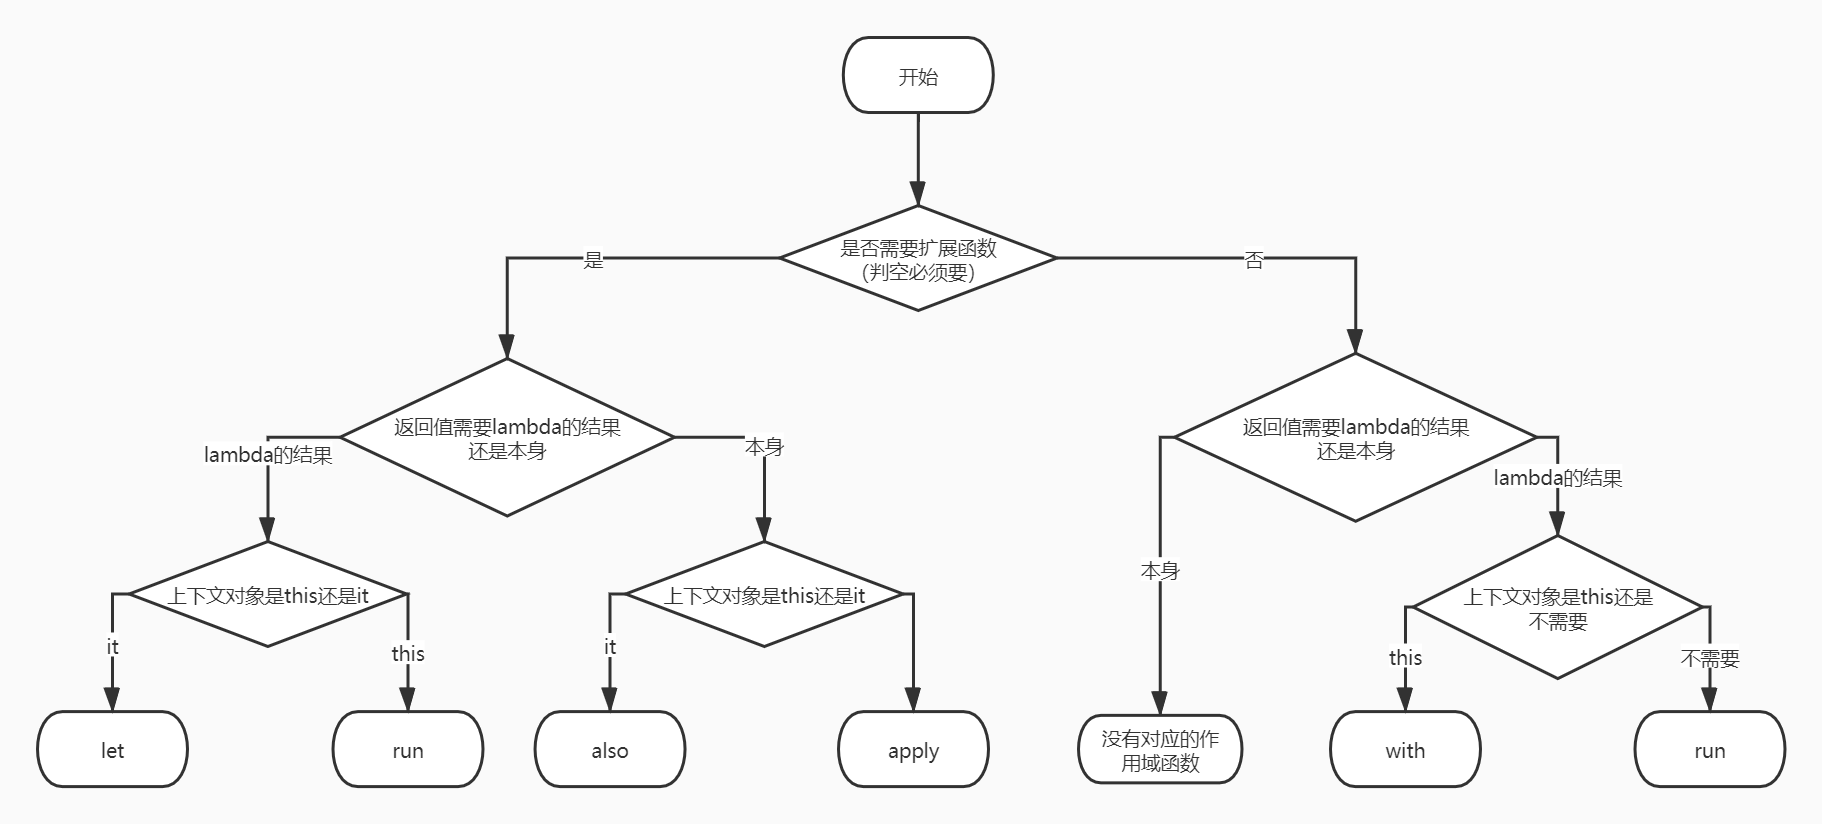 开始
是否需要扩展函数
（判空必须要）
是
否
返回值需要lambda的结果
还是本身
返回值需要lambda的结果
还是本身
lambda的结果
本身
lambda的结果
本身
上下文对象是this还是it
上下文对象是this还是it
上下文对象是this还是
不需要
it
this
it
this
不需要
let
run
also
apply
没有对应的作
用域函数
with
run